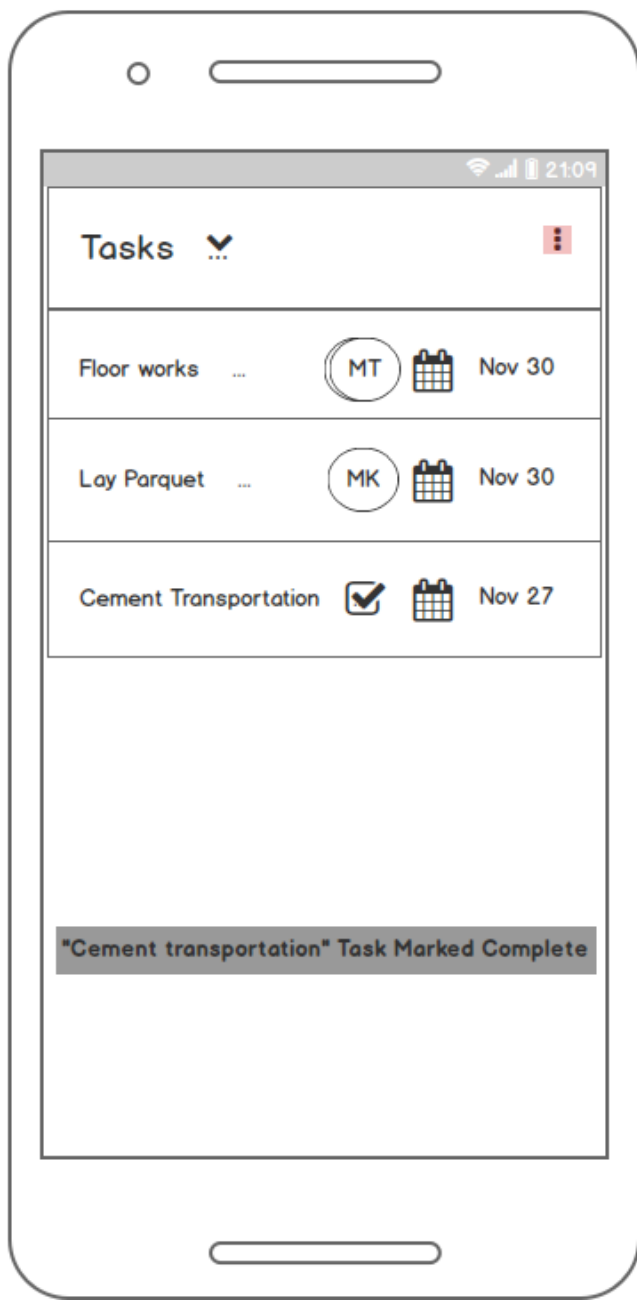 21:09
Tasks
Floor works ... MT Nov 30
Lay Parquet ... MK Nov 30
Cement Transportation Nov 27
"Cement transportation" Task Marked Complete